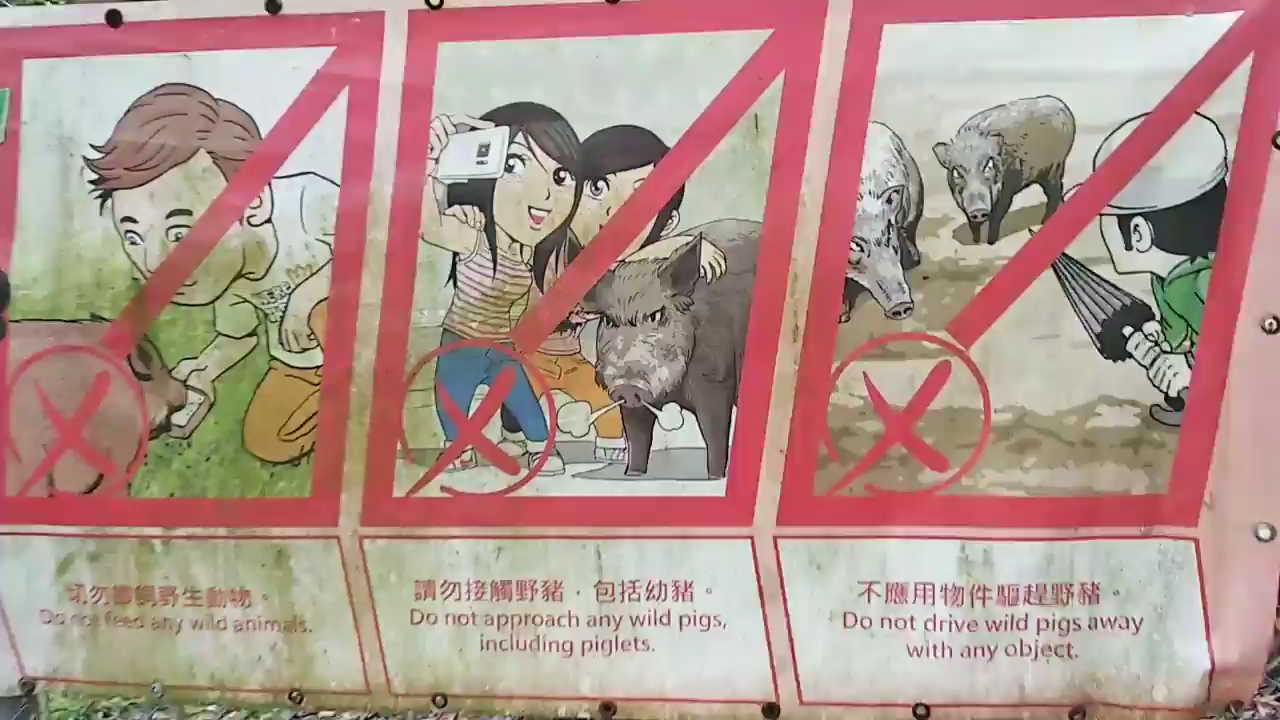 請勿餵飼野生動物。
Do not feed any wild animals.
請勿接觸野豬，包括幼豬。
Do not approach any wild pigs,
including piglets.
不應用物件驅趕野豬。
Do not drive wild pigs away
with any object.